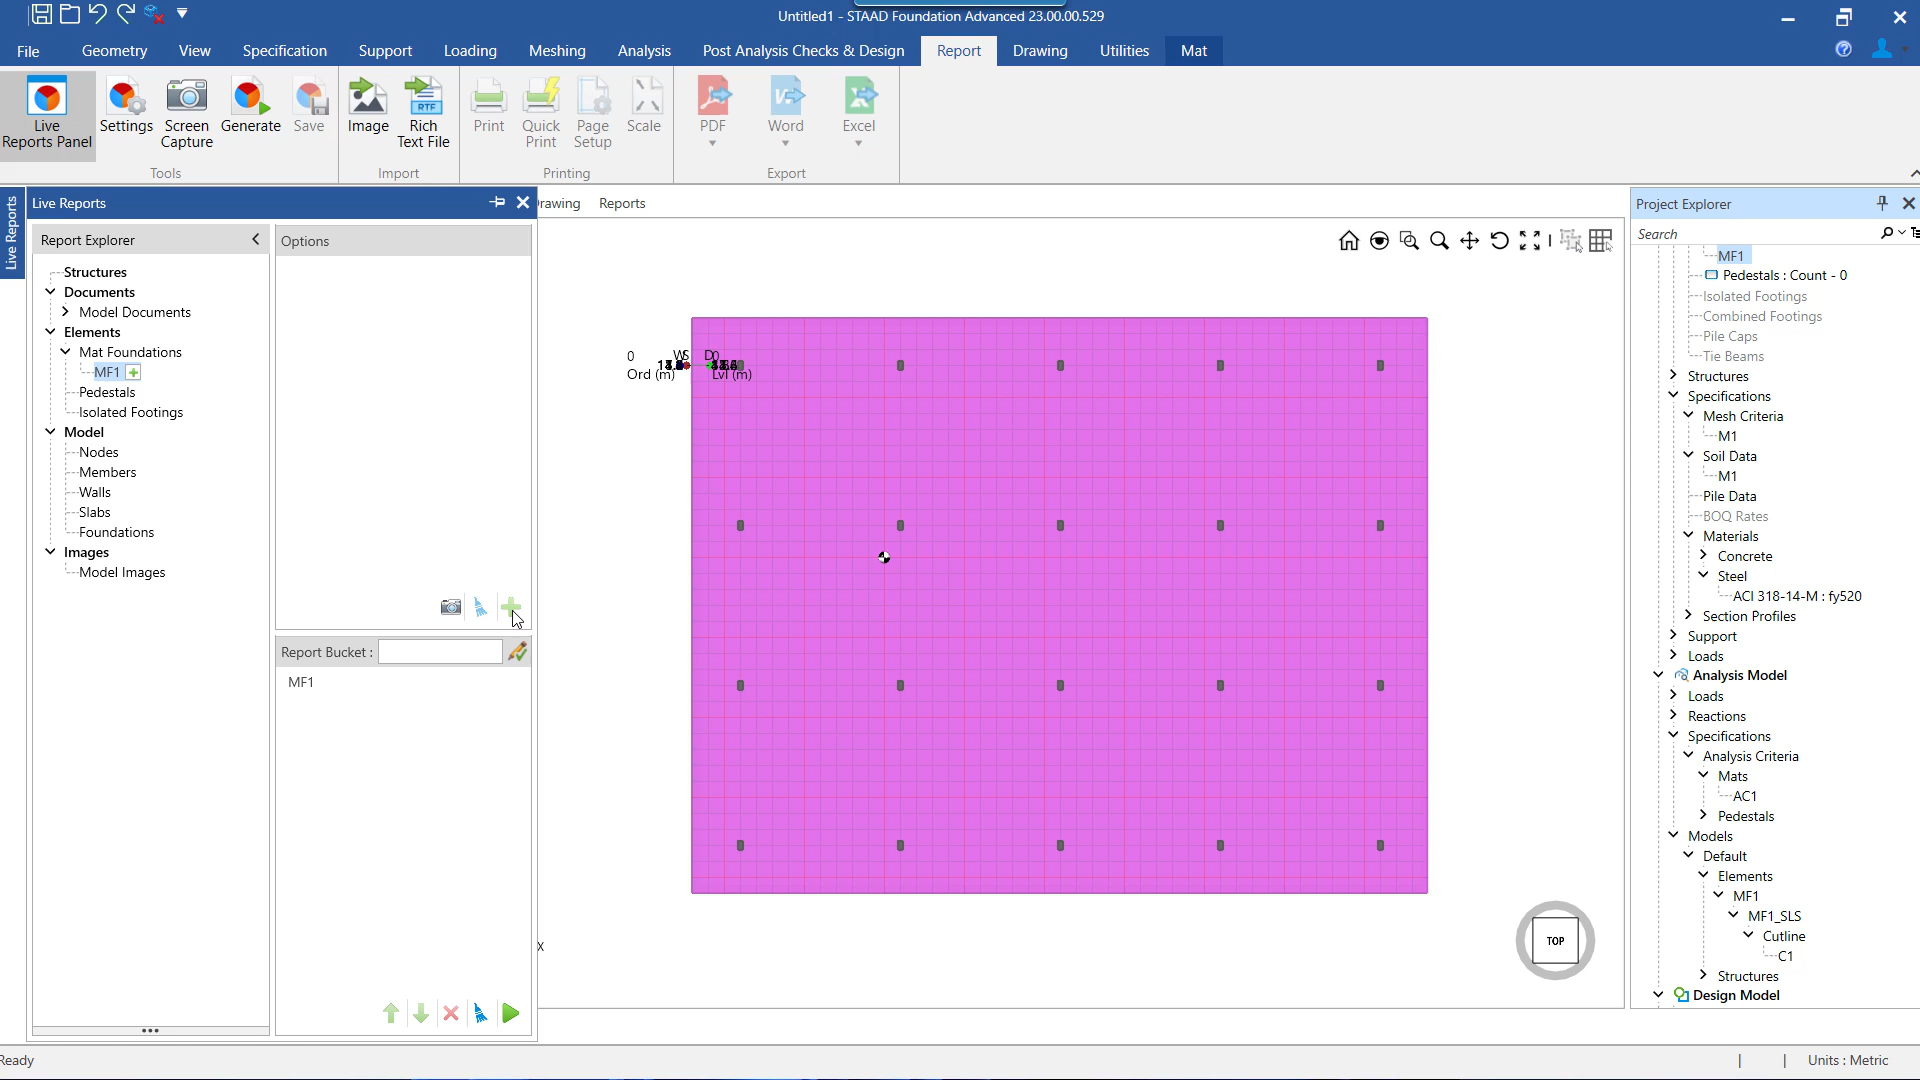 Untitled1 - STAAD Foundation Advanced 23.00.00.529
File Geometry View Specification Support Loading Meshing Analysis Post Analysis Checks & Design Report Drawing Utilities Mat
Live Reports Panel
Settings
Screen Capture
Generate
Save
Image
Rich Text File
RTF
Print
Quick Print
Page Setup
Scale
PDF
Word
Excel
Tools
Import
Printing
Export
Live Reports
Live Reports
rawing
Reports
Report Explorer
Structures
Documents
Model Documents
Elements
Mat Foundations
MF1
Pedestals
Isolated Footings
Model
Nodes
Members
Walls
Slabs
Foundations
Images
Model Images
Options
Report Bucket :
MF1
0
Ord (m)
Lvl (m)
X
TOP
Project Explorer
Search
MF1
Pedestals : Count - 0
Isolated Footings
Combined Footings
Pile Caps
Tie Beams
Structures
Specifications
Mesh Criteria
M1
Soil Data
M1
Pile Data
BOQ Rates
Materials
Concrete
Steel
ACI 318-14-M : fy520
Section Profiles
Support
Loads
Analysis Model
Loads
Reactions
Specifications
Analysis Criteria
Mats
AC1
Pedestals
Models
Default
Elements
MF1
MF1_SLS
Cutline
C1
Structures
Design Model
Ready
Units : Metric